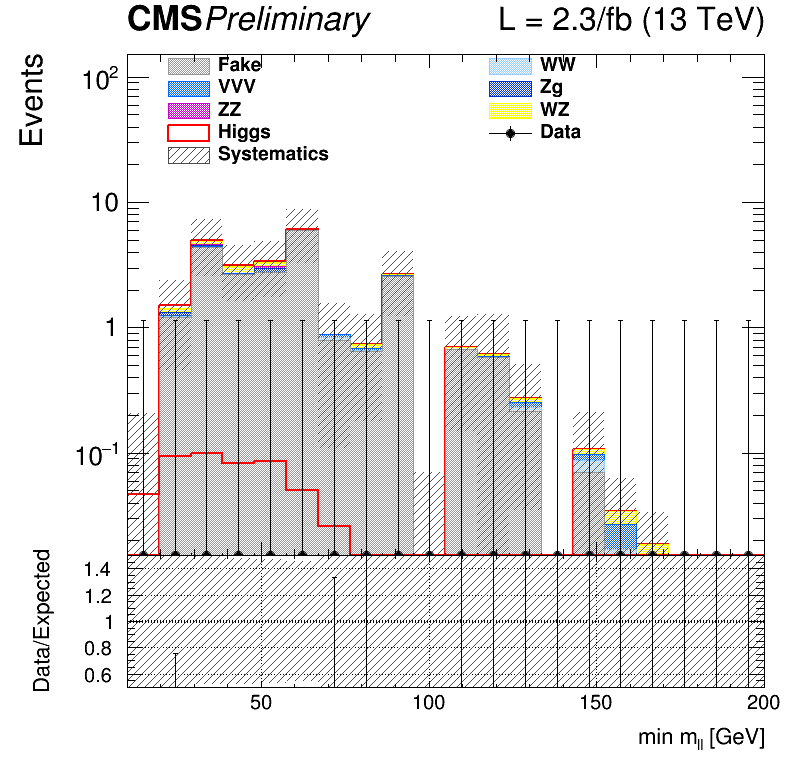 CMS Preliminary L = 2.3/fb (13 TeV)
Events
10²
10
1
10⁻¹
Fake
VVV
ZZ
Higgs
Systematics
WW
Zg
WZ
Data
Data/Expected
1.4
1.2
1
0.8
0.6
50 100 150 200
min m_ll [GeV]